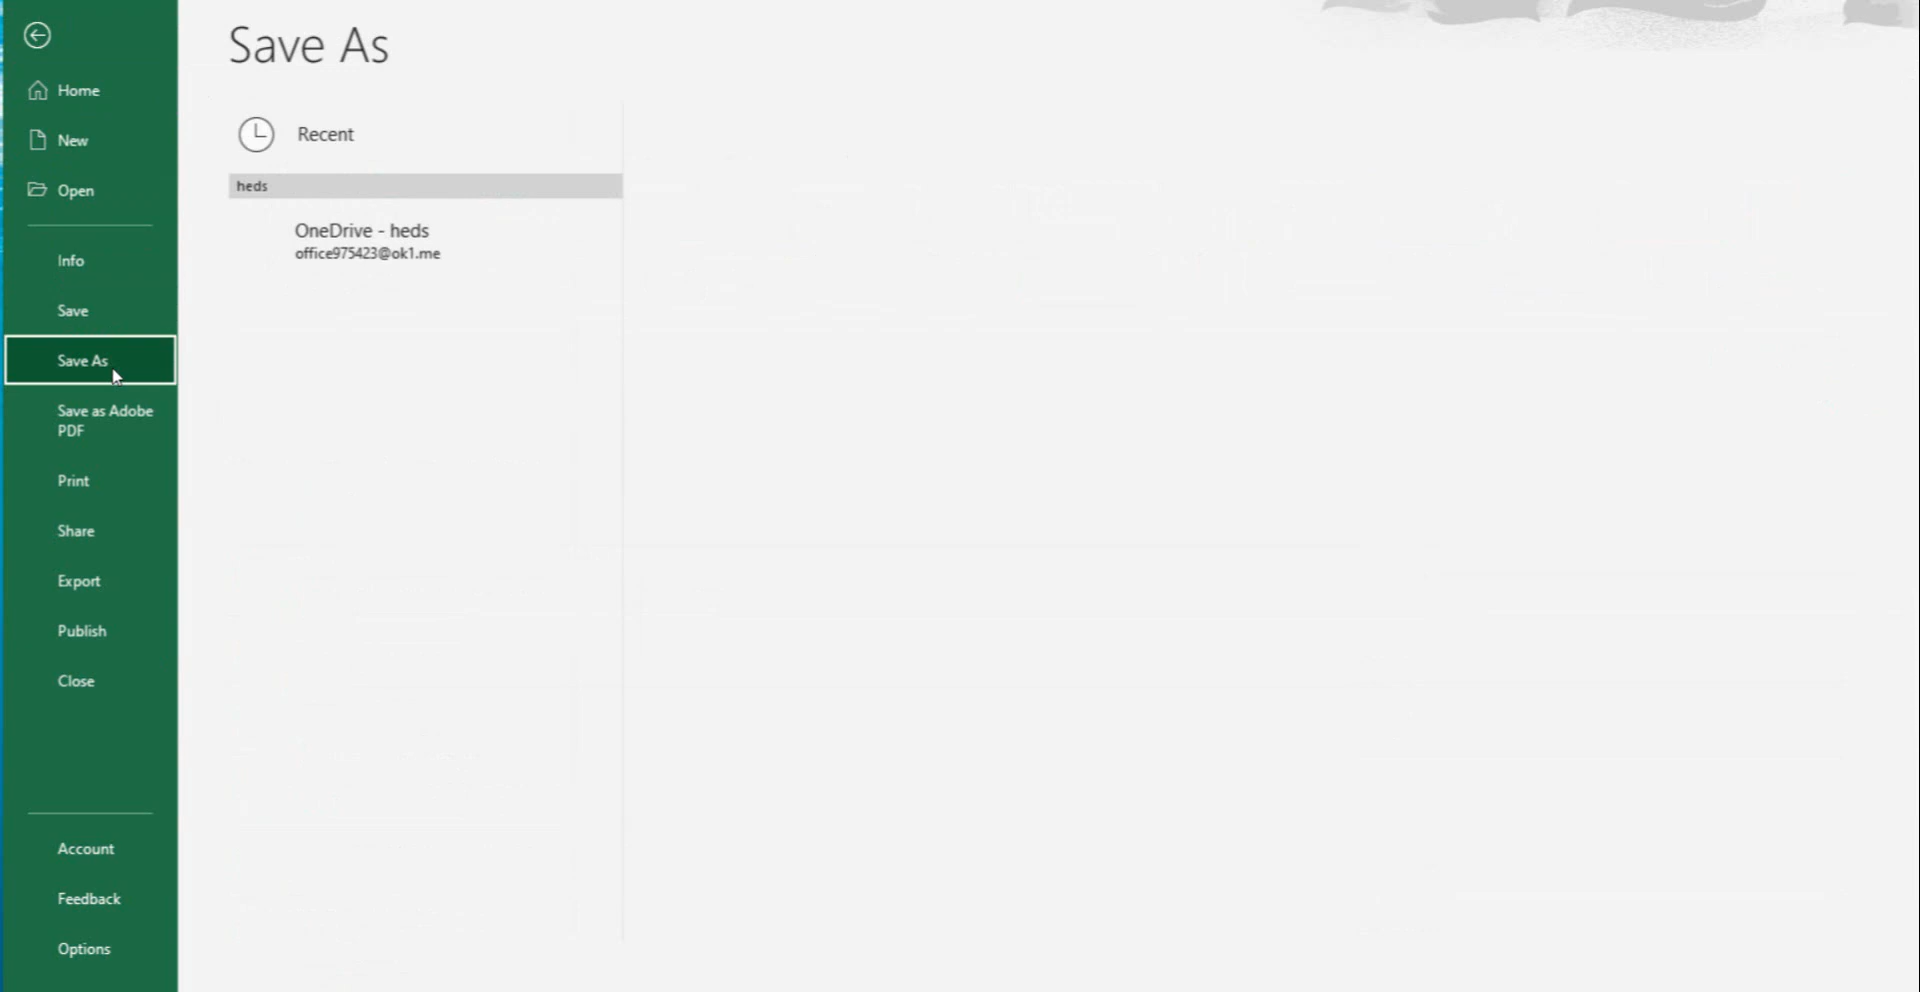 Home
New
Open
Info
Save
Save As
Save as Adobe
PDF
Print
Share
Export
Publish
Close
Account
Feedback
Options
Save As
Recent
heds
OneDrive - heds
office975423@ok1.me